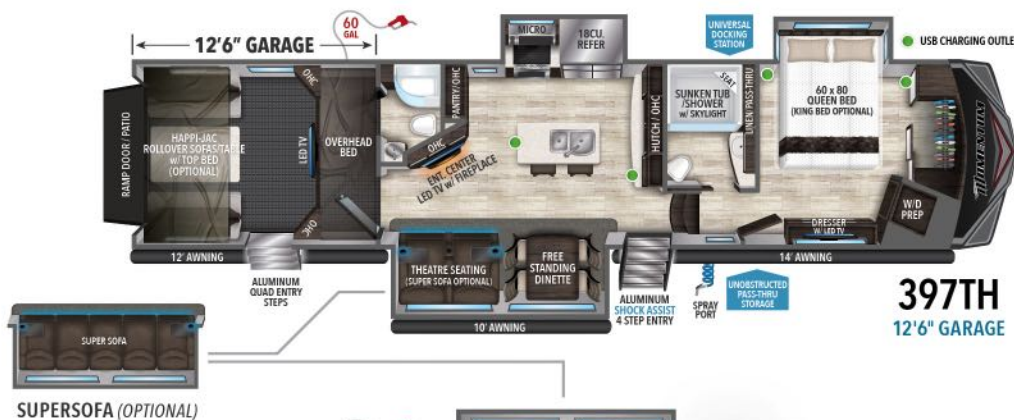 60
GAL
12'6" GARAGE
MICRO
18CU.
REFER
UNIVERSAL
DOCKING
STATION
USB CHARGING OUTLE
RAMP DOOR / PATIO
HAPPI-JAC
ROLLOVER SOFAS/TABLE
w/ TOP BED
(OPTIONAL)
OHC
LED TV
OHC
OVERHEAD
BED
PANTRY/OHC
OHC
ENT. CENTER
LED TV w/ FIREPLACE
HUTCH / OHC
SEAT
SUNKEN TUB
/SHOWER
w/ SKYLIGHT
LINEN/ PASS-THRU
60 x 80
QUEEN BED
(KING BED OPTIONAL)
MOMENTUM
W/D
PREP
DRESSER
W/ LED TV
12' AWNING
ALUMINUM
QUAD ENTRY
STEPS
THEATRE SEATING
(SUPER SOFA OPTIONAL)
FREE
STANDING
DINETTE
10' AWNING
ALUMINUM
SHOCK ASSIST
4 STEP ENTRY
SPRAY
PORT
UNOBSTRUCTED
PASS-THRU
STORAGE
14' AWNING
397TH
12'6" GARAGE
SUPER SOFA
SUPERSOFA (OPTIONAL)